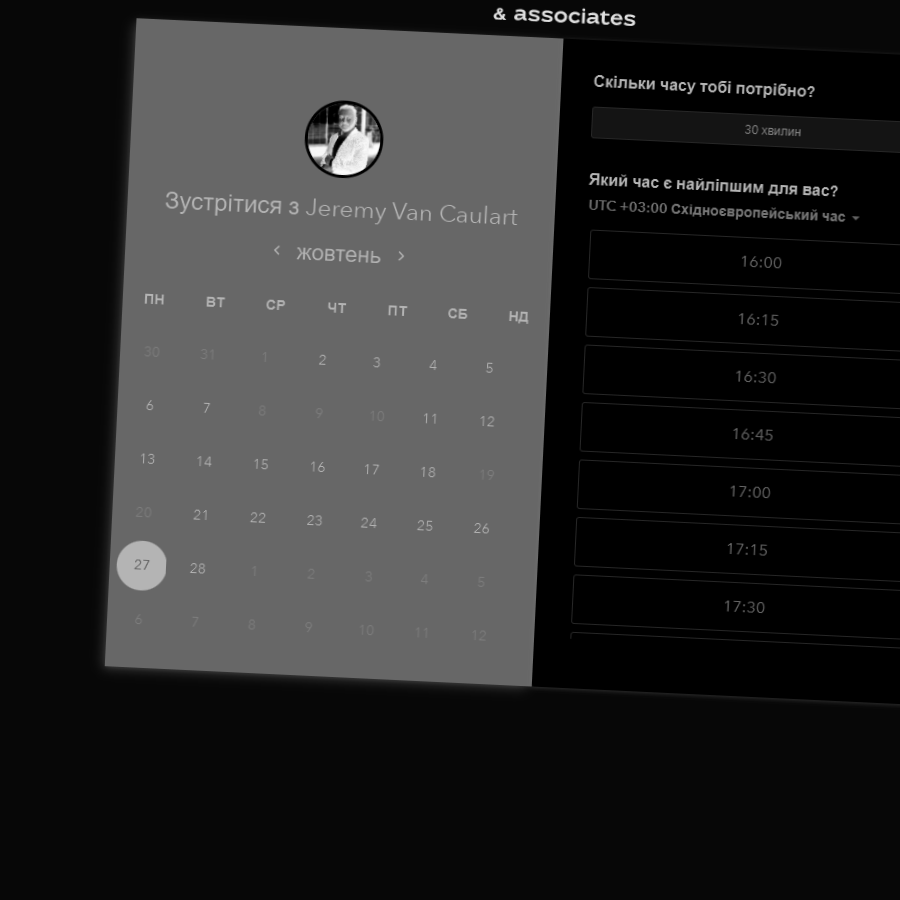 & associates
Зустрітися з Jeremy Van Caulart
жовтень
ПН ВТ СР ЧТ ПТ СБ НД
30 31 1 2 3 4 5
6 7 8 9 10 11 12
13 14 15 16 17 18 19
20 21 22 23 24 25 26
27 28 1 2 3 4 5
6 7 8 9 10 11 12
Скільки часу тобі потрібно?
30 хвилин
Який час є найліпшим для вас?
UTC +03:00 Східноєвропейський час
16:00
16:15
16:30
16:45
17:00
17:15
17:30